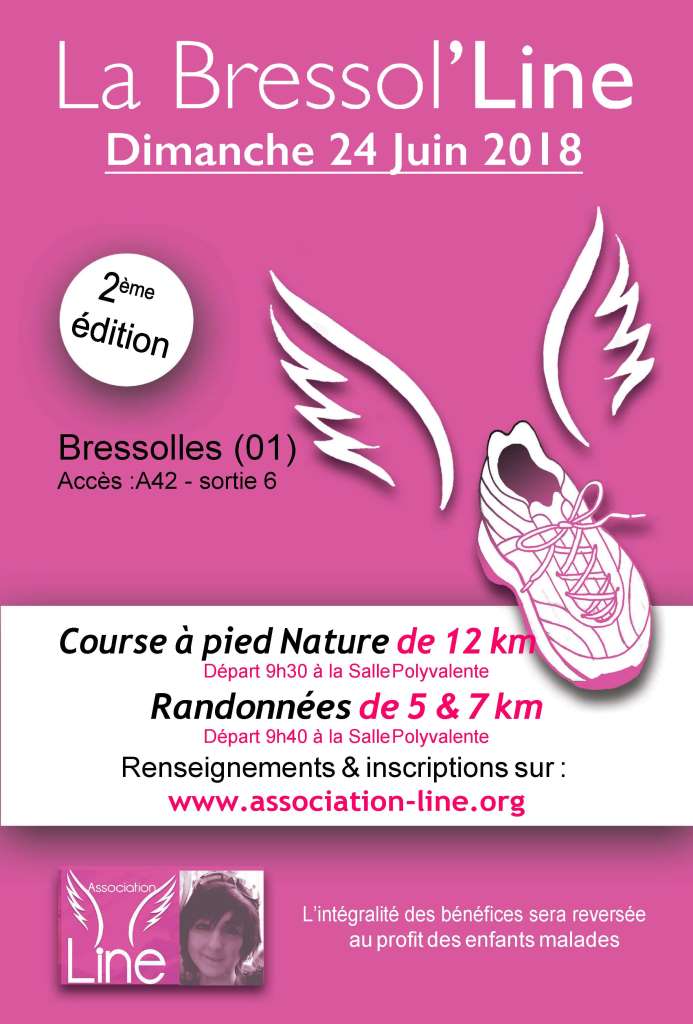 La Bressol'Line
Dimanche 24 Juin 2018
2ème
édition
Bressolles (01)
Accès :A42 - sortie 6
Course à pied Nature de 12 km
Départ 9h30 à la Salle Polyvalente
Randonnées de 5 & 7 km
Départ 9h40 à la Salle Polyvalente
Renseignements & inscriptions sur :
www.association-line.org
Association
Line
L'intégralité des bénéfices sera reversée
au profit des enfants malades